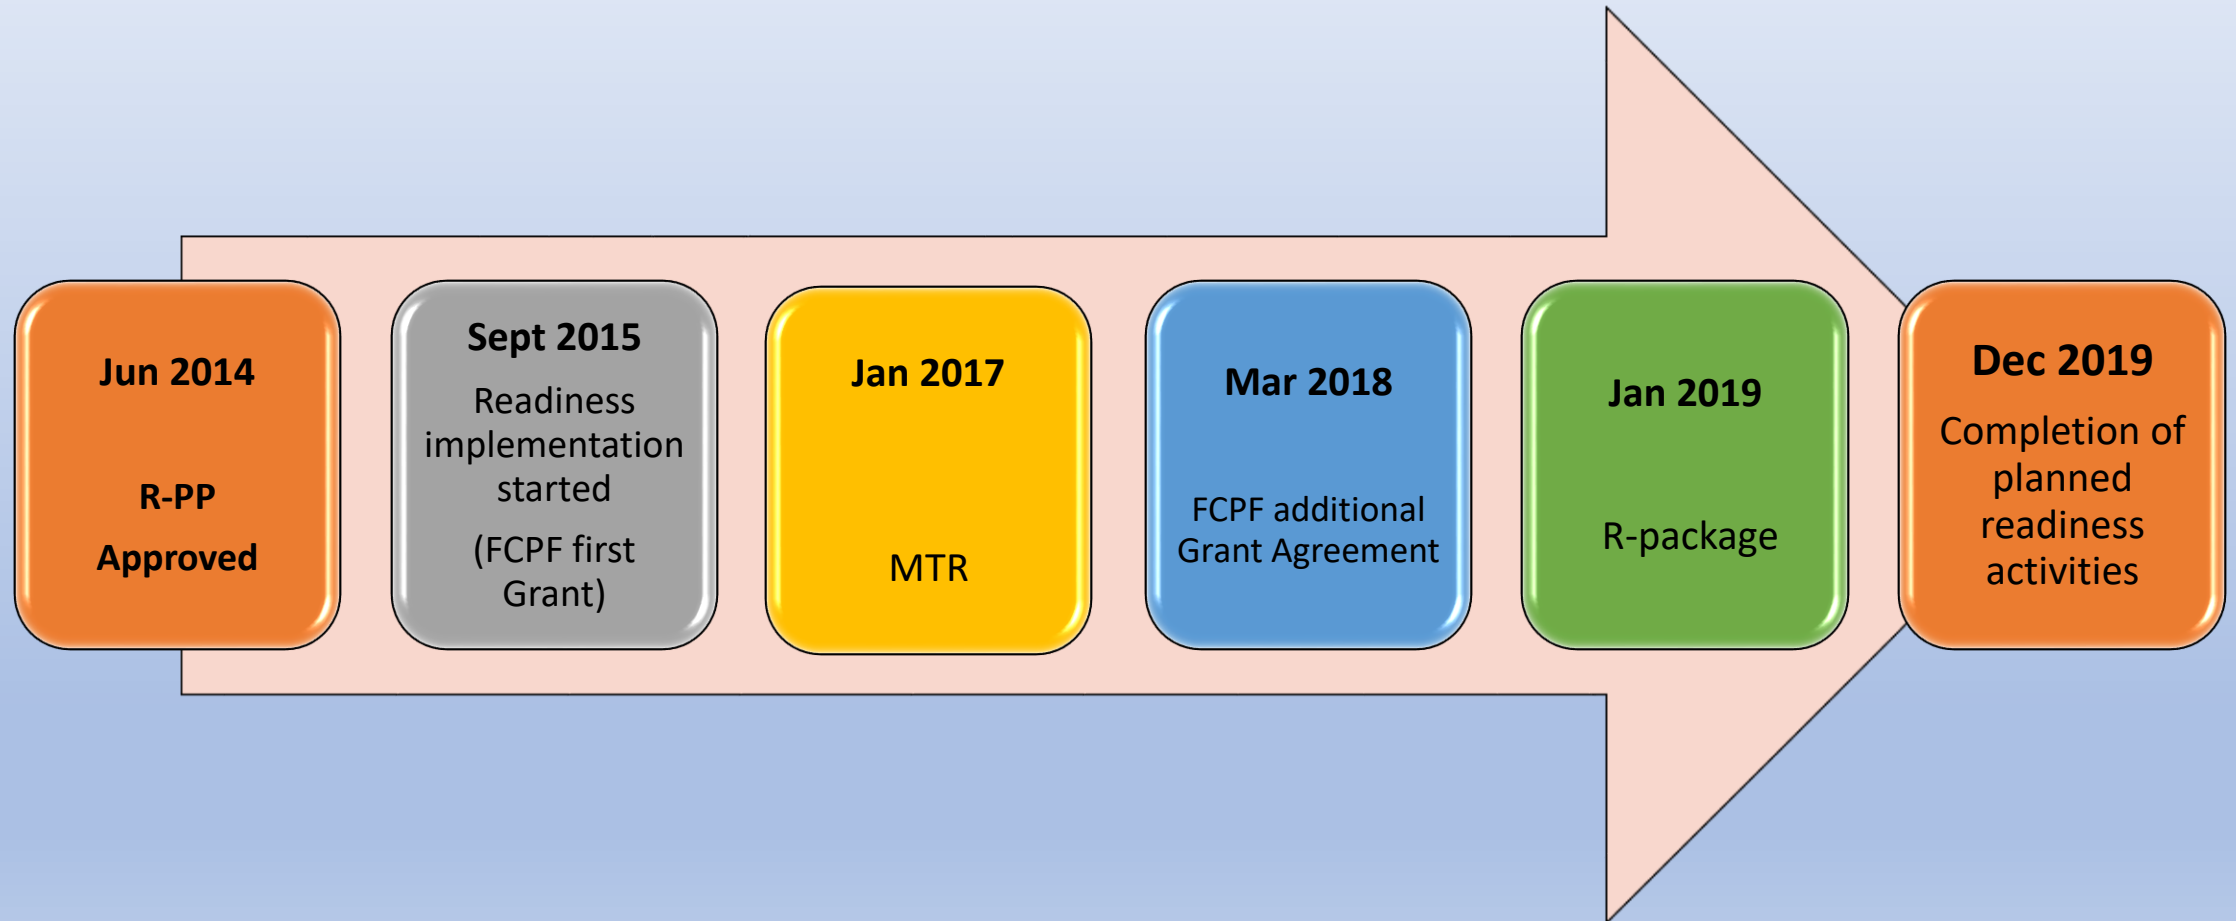 Jun 2014
R-PP
Approved
Sept 2015
Readiness
implementation
started
(FCPF first
Grant)
Jan 2017
MTR
Mar 2018
FCPF additional
Grant Agreement
Jan 2019
R-package
Dec 2019
Completion of
planned
readiness
activities